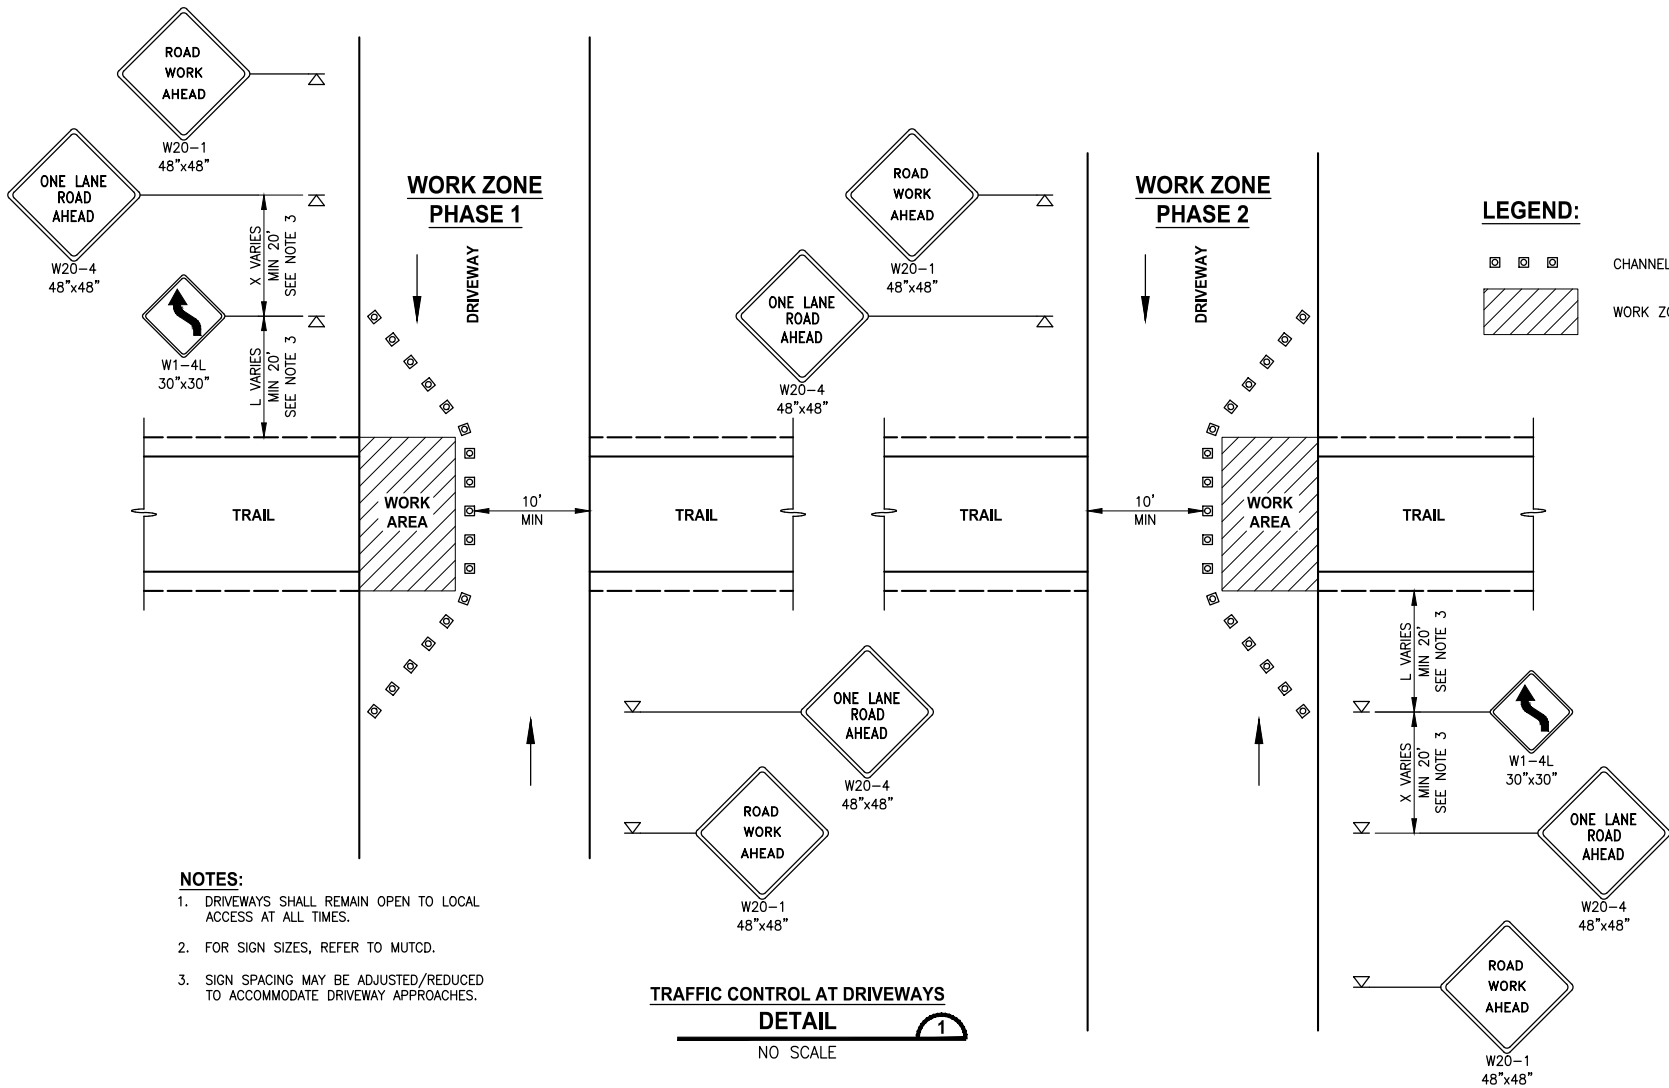 ROAD
WORK
AHEAD
W20-1
48"x48"
ONE LANE
ROAD
AHEAD
W20-4
48"x48"
W1-4L
30"x30"
X VARIES
MIN 20'
SEE NOTE 3
L VARIES
MIN 20'
SEE NOTE 3
WORK ZONE
PHASE 1
DRIVEWAY
TRAIL
WORK
AREA
10'
MIN
TRAIL
ONE LANE
ROAD
AHEAD
W20-4
48"x48"
ROAD
WORK
AHEAD
W20-1
48"x48"
ROAD
WORK
AHEAD
W20-1
48"x48"
ONE LANE
ROAD
AHEAD
W20-4
48"x48"
WORK ZONE
PHASE 2
DRIVEWAY
TRAIL
10'
MIN
WORK
AREA
TRAIL
L VARIES
MIN 20'
SEE NOTE 3
X VARIES
MIN 20'
SEE NOTE 3
W1-4L
30"x30"
ONE LANE
ROAD
AHEAD
W20-4
48"x48"
ROAD
WORK
AHEAD
W20-1
48"x48"
LEGEND:
CHANNEL
WORK ZO
NOTES:
1. DRIVEWAYS SHALL REMAIN OPEN TO LOCAL
ACCESS AT ALL TIMES.
2. FOR SIGN SIZES, REFER TO MUTCD.
3. SIGN SPACING MAY BE ADJUSTED/REDUCED
TO ACCOMMODATE DRIVEWAY APPROACHES.
TRAFFIC CONTROL AT DRIVEWAYS
DETAIL 1
NO SCALE